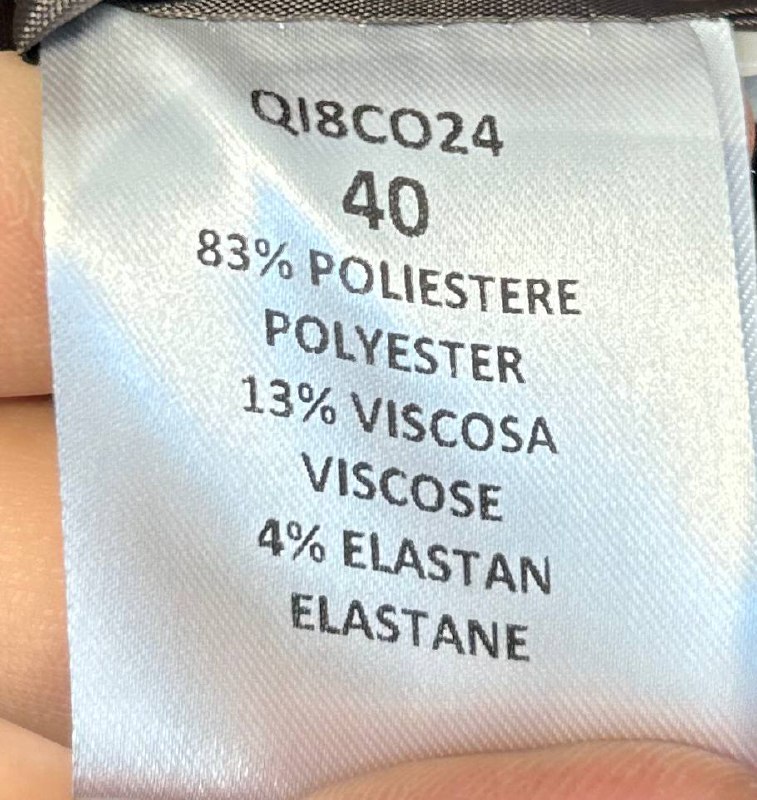 QI8CO24
40
83% POLIESTERE
POLYESTER
13% VISCOSA
VISCOSE
4% ELASTAN
ELASTANE